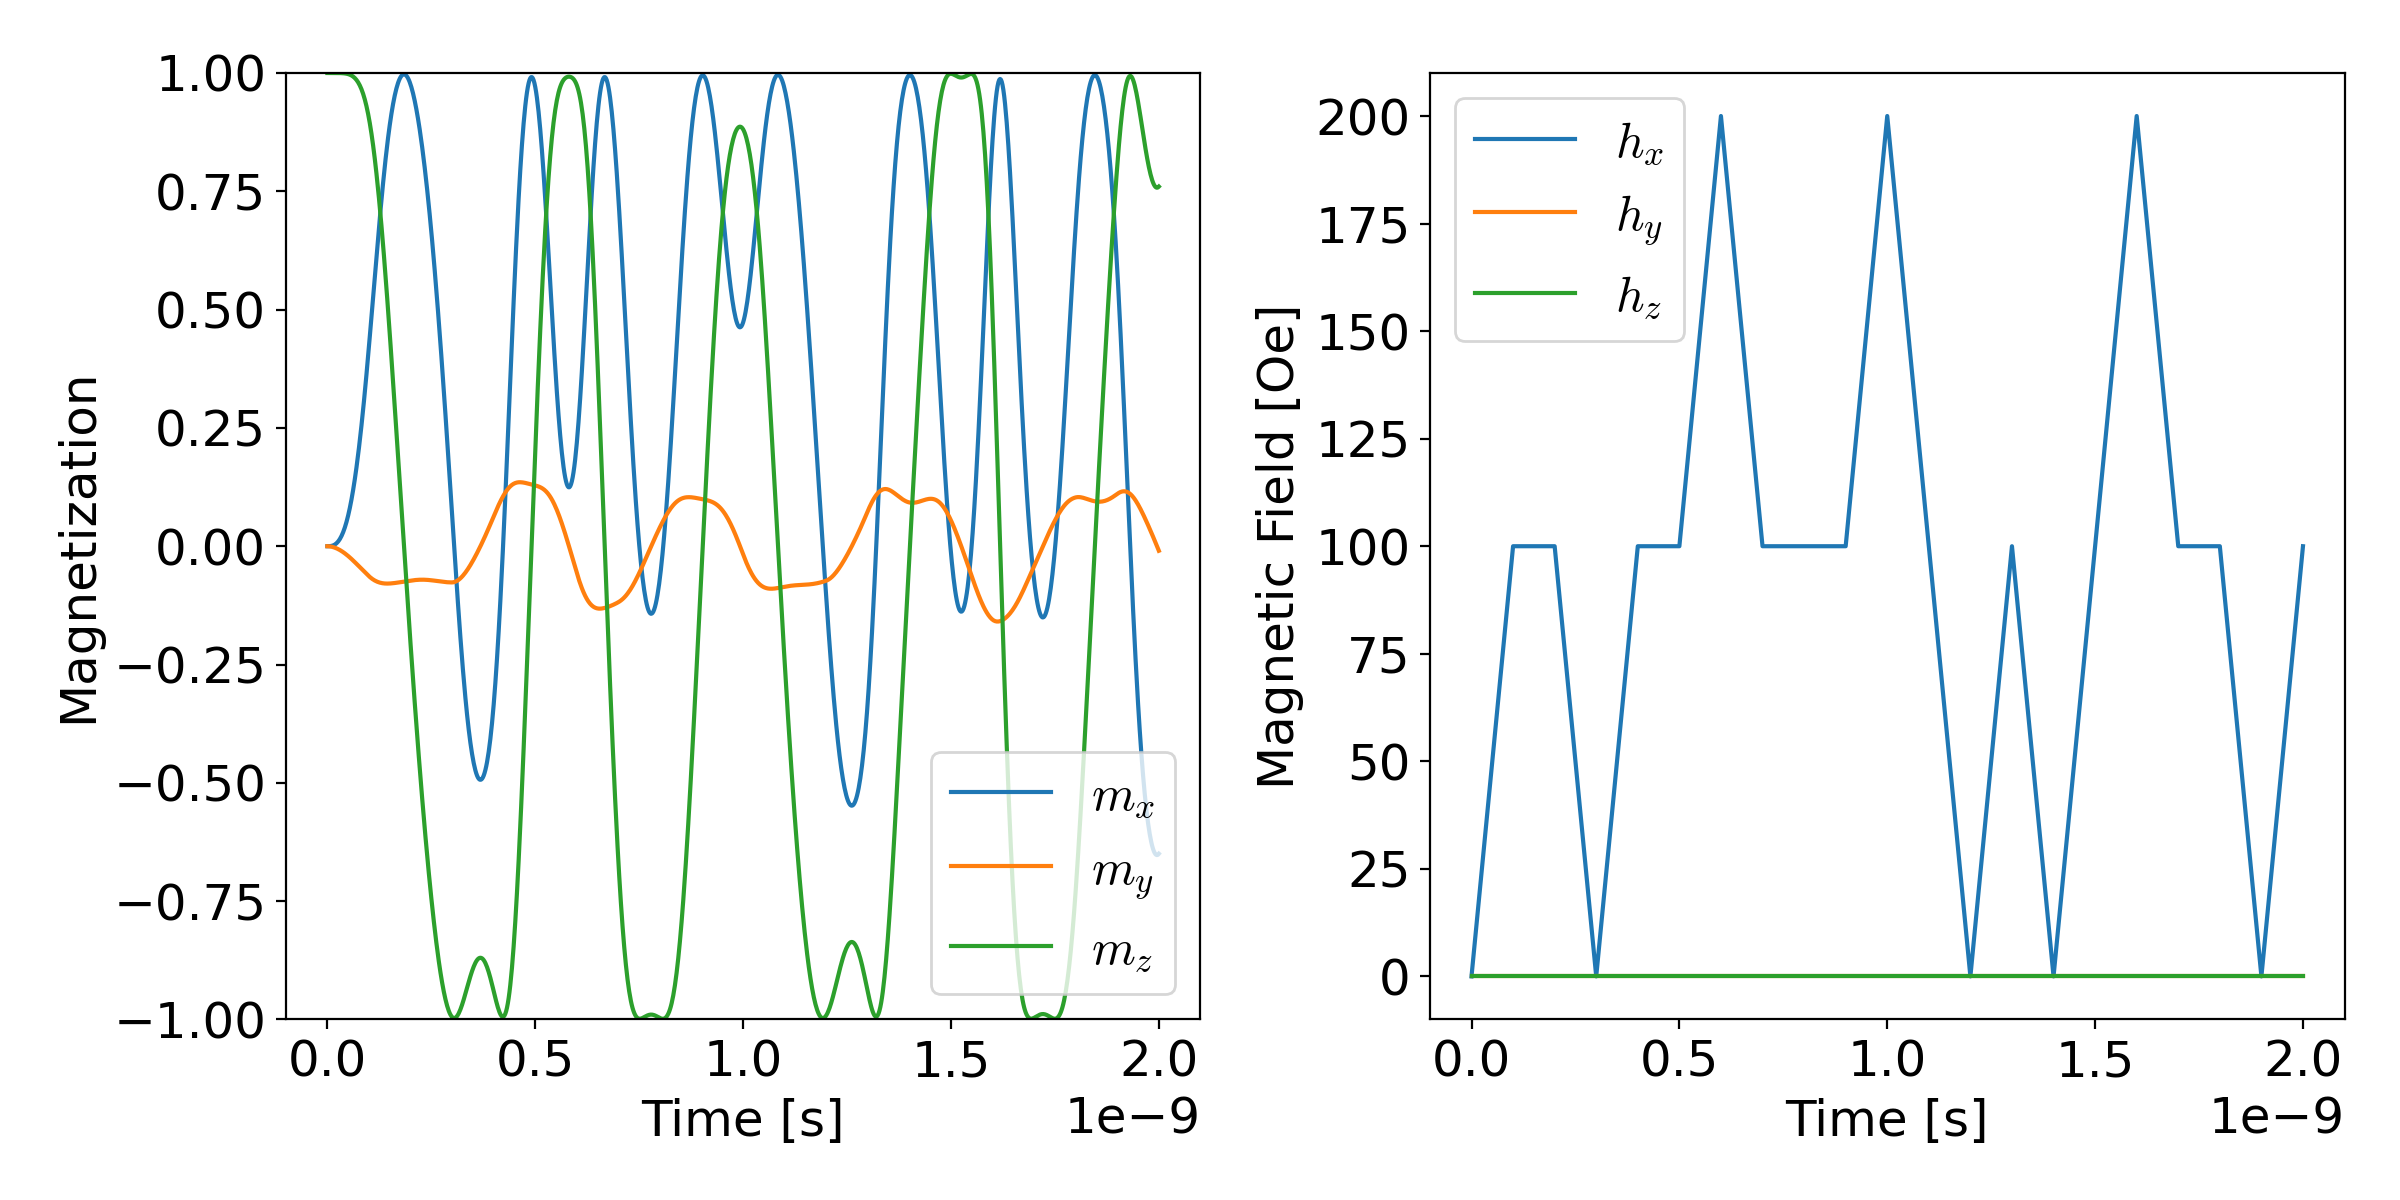 Magnetization
1.00
0.75
0.50
0.25
0.00
−0.25
−0.50
−0.75
−1.00
0.0 0.5 1.0 1.5 2.0
Time [s]
1e−9
m_x
m_y
m_z
Magnetic Field [Oe]
200
175
150
125
100
75
50
25
0
0.0 0.5 1.0 1.5 2.0
Time [s]
1e−9
h_x
h_y
h_z